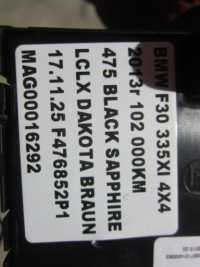 BMW F30 335XI 4X4
2013r 102 000KM
475 BLACK SAPPHIRE
LCLX DAKOTA BRAUN
17.11.25 F476852P1
MAG00016292